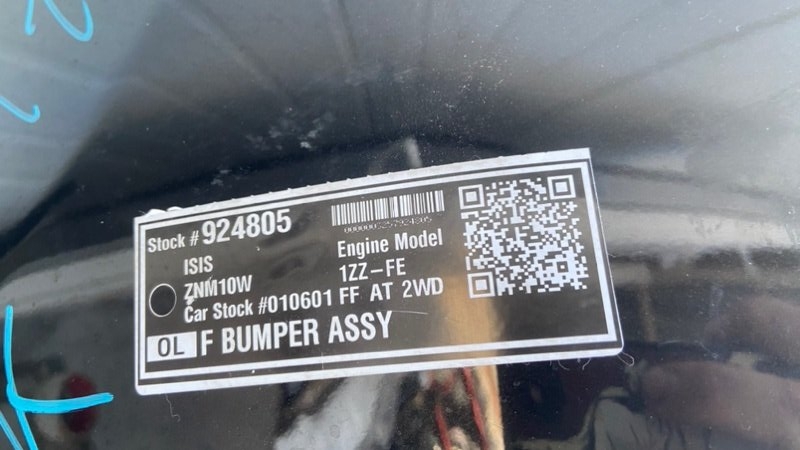 Stock # 924805
ISIS
ZNM10W
Engine Model
1ZZ-FE
Car Stock #010601 FF AT 2WD
OL F BUMPER ASSY